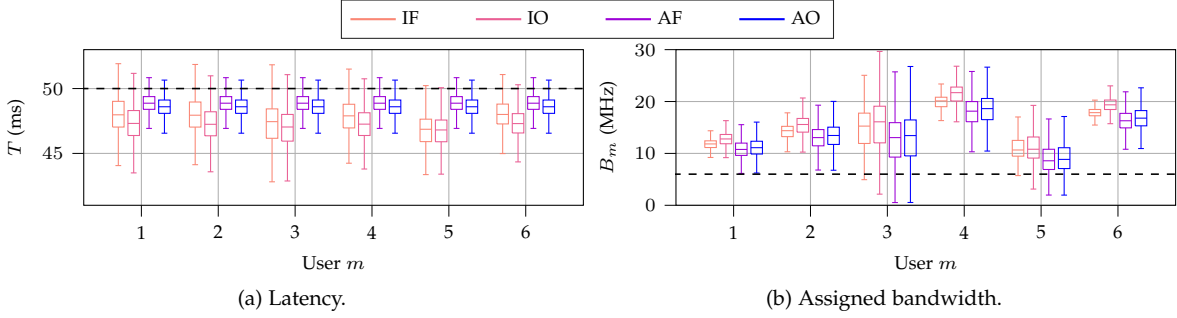 IF IO AF AO
50
45
T (ms)
1 2 3 4 5 6
User m
(a) Latency.
30
20
10
0
B_m (MHz)
1 2 3 4 5 6
User m
(b) Assigned bandwidth.